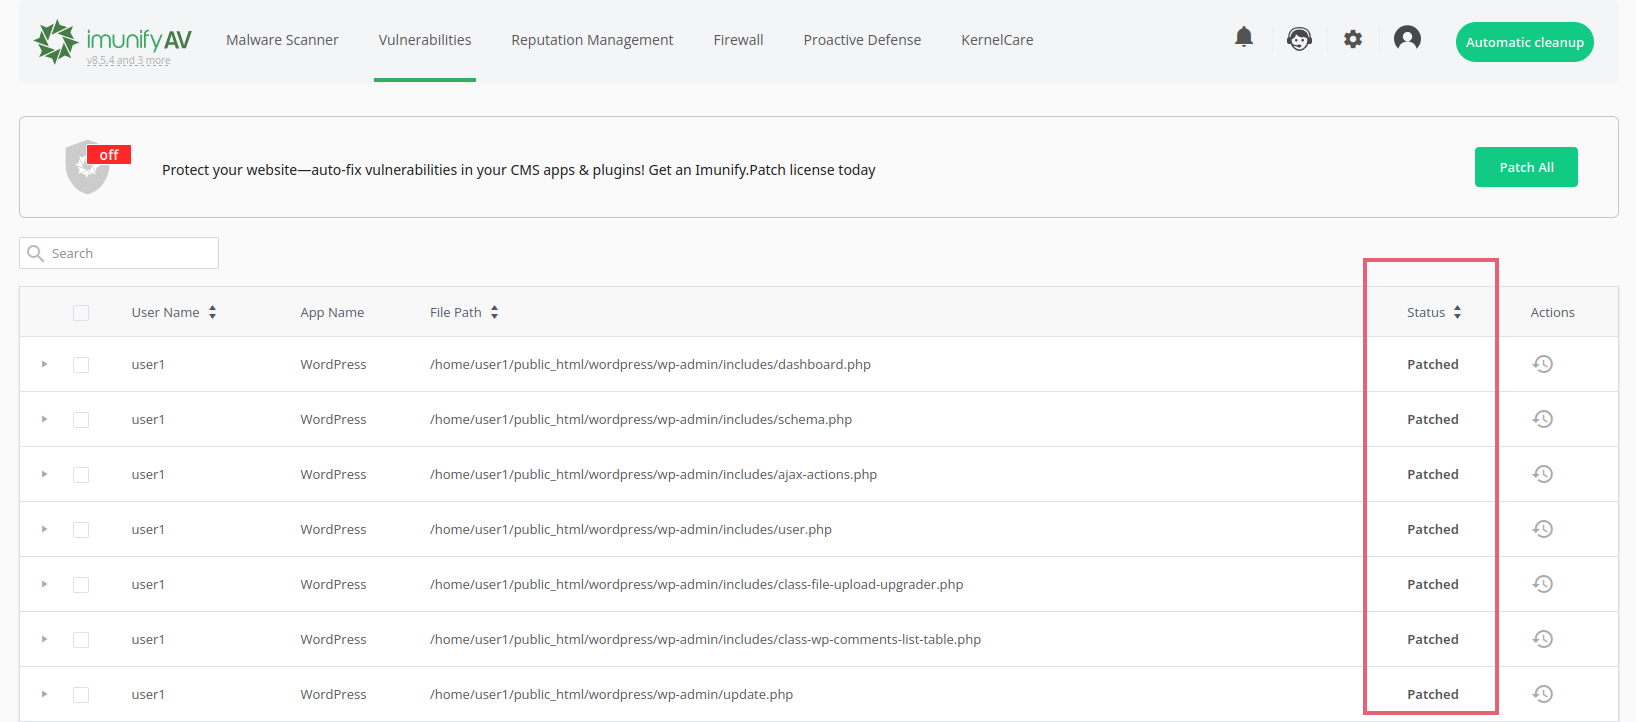 imunifyAV
v8.5.4 and 3 more
Malware Scanner
Vulnerabilities
Reputation Management
Firewall
Proactive Defense
KernelCare
Automatic cleanup
off
Protect your website—auto-fix vulnerabilities in your CMS apps & plugins! Get an Imunify.Patch license today
Patch All
Search
User Name App Name File Path Status Actions
user1 WordPress /home/user1/public_html/wordpress/wp-admin/includes/dashboard.php Patched
user1 WordPress /home/user1/public_html/wordpress/wp-admin/includes/schema.php Patched
user1 WordPress /home/user1/public_html/wordpress/wp-admin/includes/ajax-actions.php Patched
user1 WordPress /home/user1/public_html/wordpress/wp-admin/includes/user.php Patched
user1 WordPress /home/user1/public_html/wordpress/wp-admin/includes/class-file-upload-upgrader.php Patched
user1 WordPress /home/user1/public_html/wordpress/wp-admin/includes/class-wp-comments-list-table.php Patched
user1 WordPress /home/user1/public_html/wordpress/wp-admin/update.php Patched